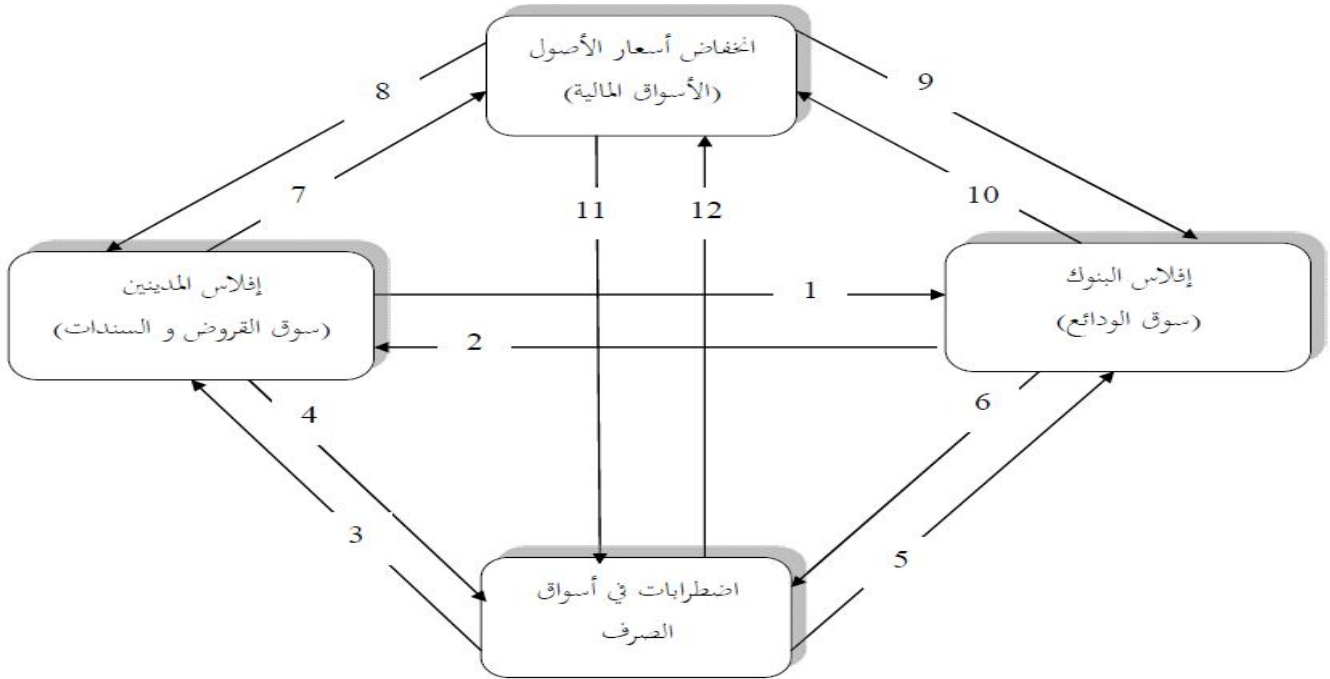 انخفاض أسعار الأصول
(الأسواق المالية)
8
9
7
10
11
12
إفلاس المدينين
(سوق القروض و السندات)
إفلاس البنوك
(سوق الودائع)
1
2
4
6
3
5
اضطرابات في أسواق
الصرف